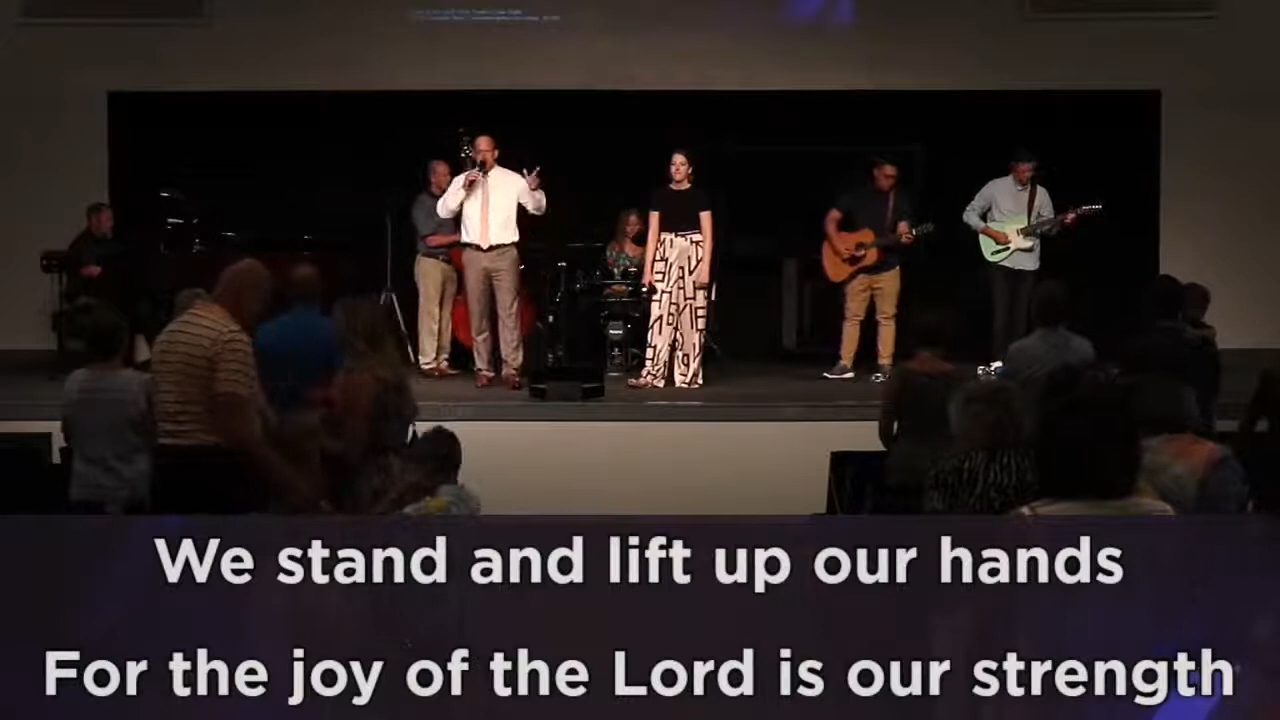 We stand and lift up our hands
For the joy of the Lord is our strength